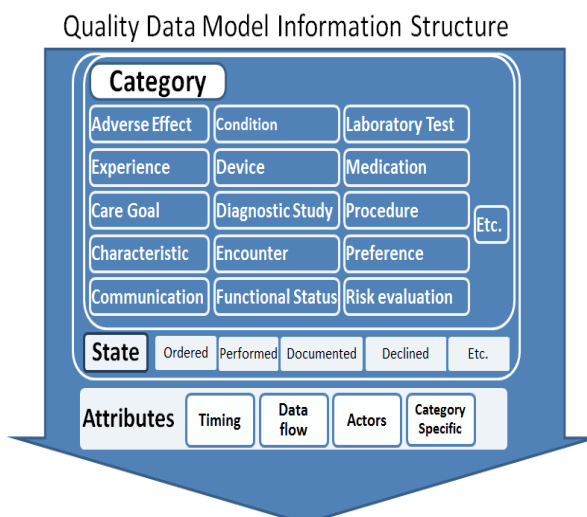 Quality Data Model Information Structure
Category
Adverse Effect Condition Laboratory Test
Experience Device Medication
Care Goal Diagnostic Study Procedure
Etc.
Characteristic Encounter Preference
Communication Functional Status Risk evaluation
State Ordered Performed Documented Declined Etc.
Attributes Timing Data flow Actors Category Specific